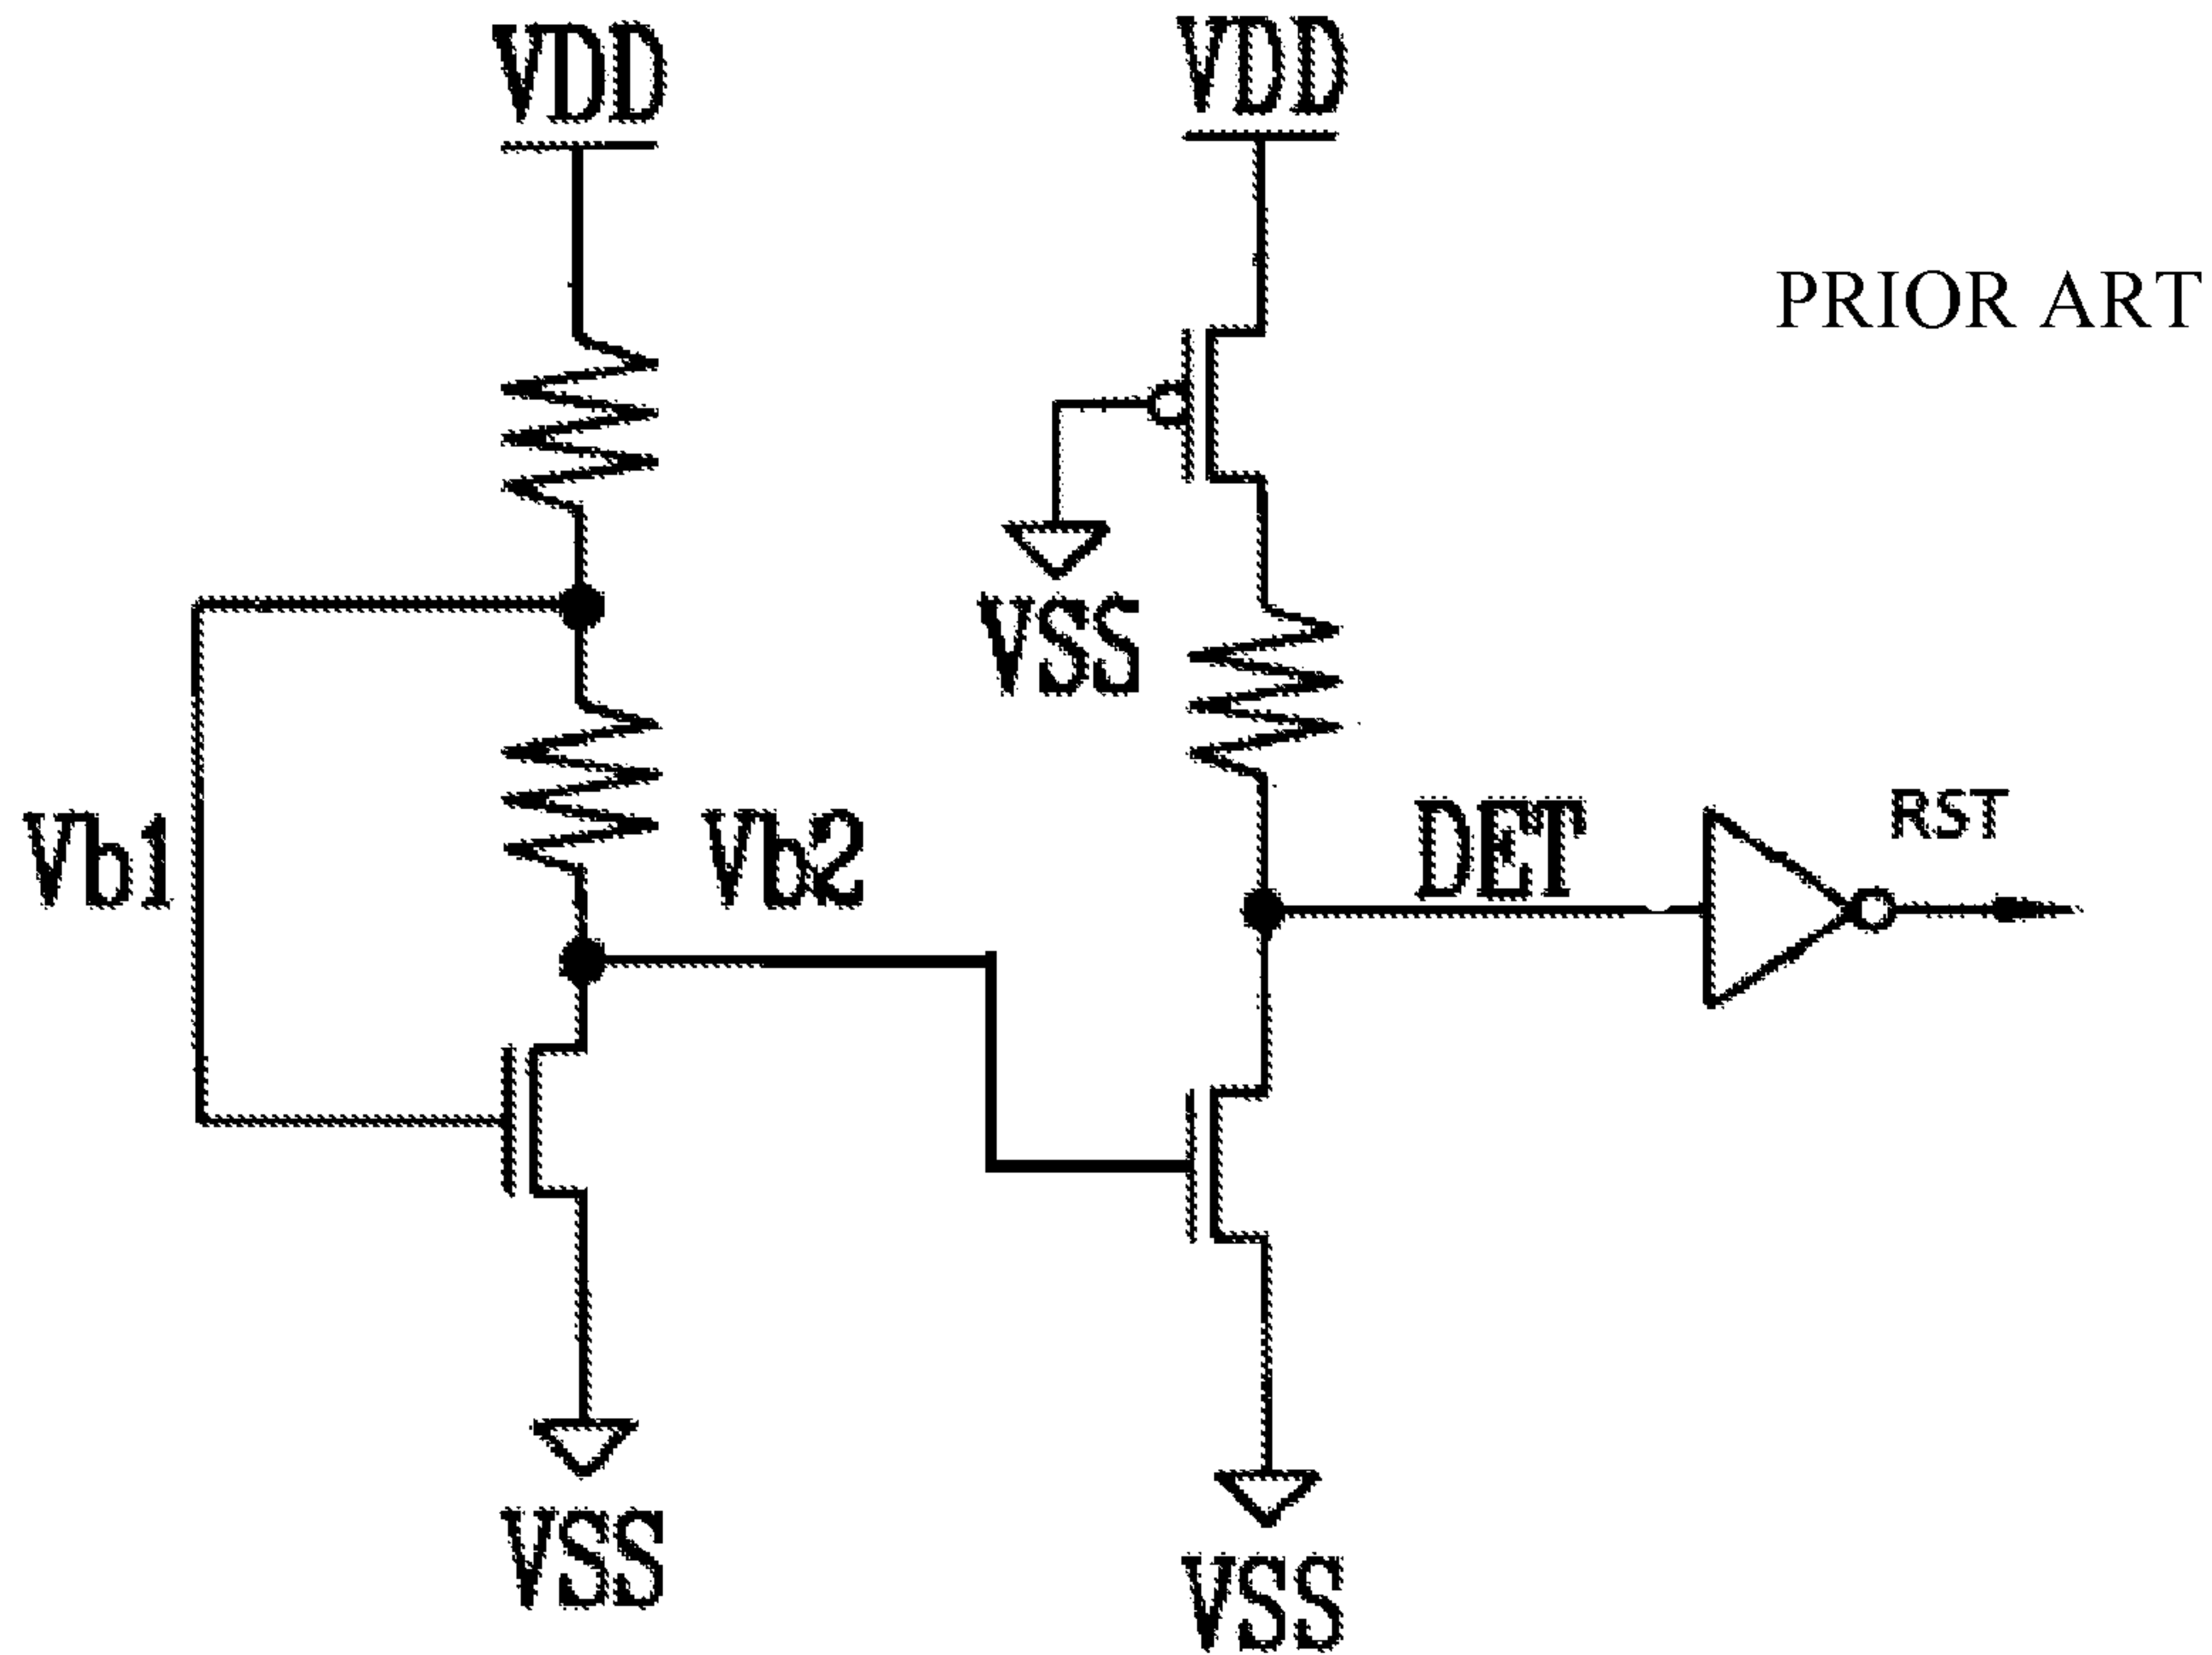 VDD
VDD
PRIOR ART
VSS
Vb1
Vb2
DET
RST
VSS
VSS